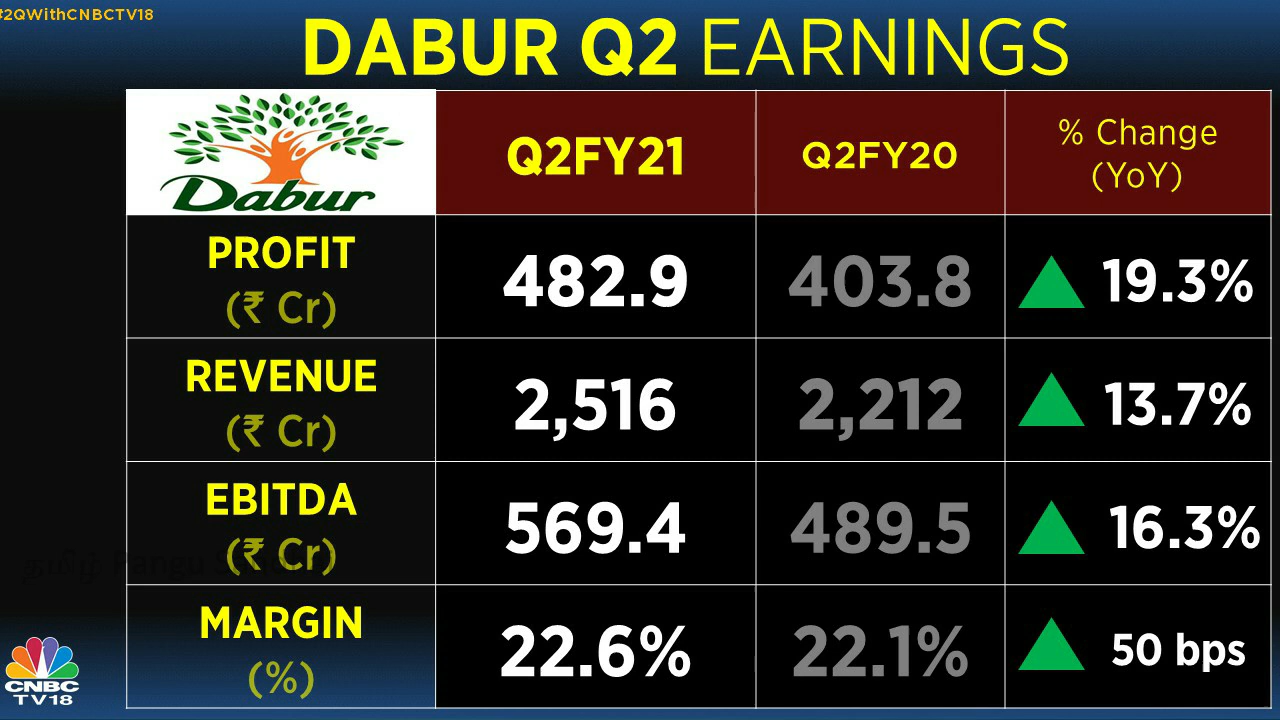 #2QWithCNBCTV18
DABUR Q2 EARNINGS
Dabur
Q2FY21
Q2FY20
% Change
(YoY)
PROFIT
(₹ Cr)
482.9
403.8
19.3%
REVENUE
(₹ Cr)
2,516
2,212
13.7%
EBITDA
(₹ Cr)
569.4
489.5
16.3%
MARGIN
(%)
22.6%
22.1%
50 bps
தமிழ் Pangu
CNBC
TV18